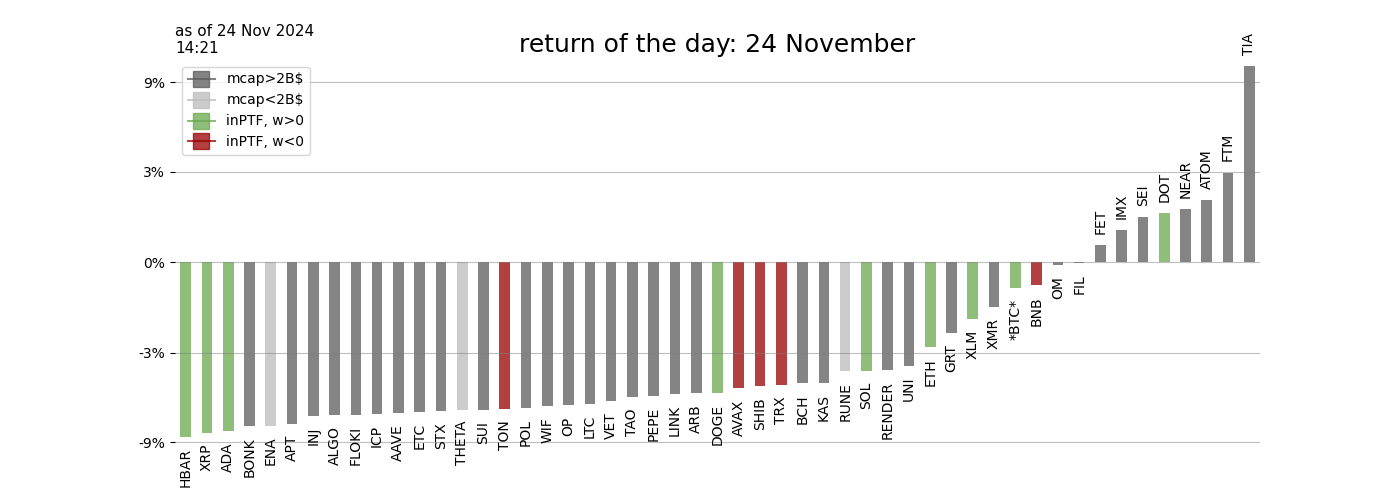 as of 24 Nov 2024
14:21
return of the day: 24 November
mcap>2B$
mcap<2B$
inPTF, w>0
inPTF, w<0
9%
3%
0%
-3%
-9%
HBAR
XRP
ADA
BONK
ENA
APT
INJ
ALGO
FLOKI
ICP
AAVE
ETC
STX
THETA
SUI
TON
POL
WIF
OP
LTC
VET
TAO
PEPE
LINK
ARB
DOGE
AVAX
SHIB
TRX
BCH
KAS
RUNE
SOL
RENDER
UNI
ETH
GRT
XLM
XMR
*BTC*
BNB
OM
FIL
FET
IMX
SEI
DOT
NEAR
ATOM
FTM
TIA